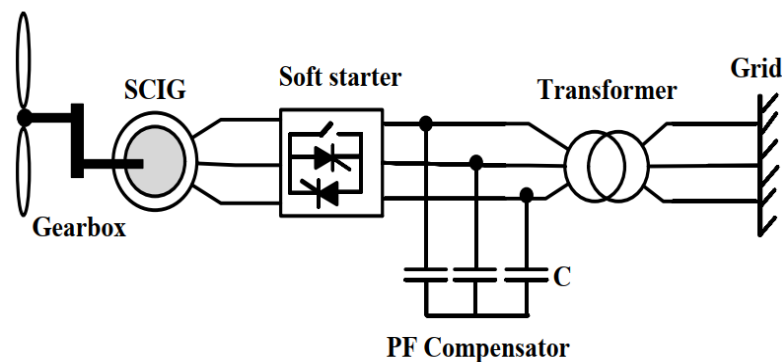 Grid
Soft starter
SCIG
Transformer
Gearbox
C
PF Compensator